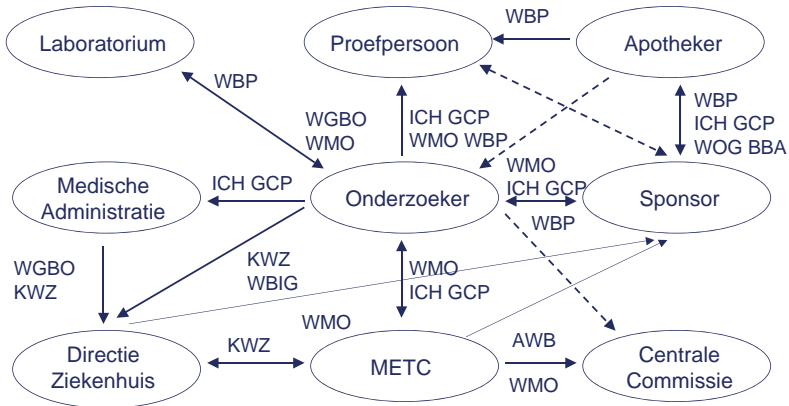 WBP
Laboratorium
Proefpersoon
Apotheker
WBP
WGBO
WMO
ICH GCP
WMO WBP
WBP
ICH GCP
WOG BBA
Medische
Administratie
ICH GCP
Onderzoeker
WMO
ICH GCP
WBP
Sponsor
WGBO
KWZ
KWZ
WBIG
WMO
ICH GCP
WMO
Directie
Ziekenhuis
KWZ
METC
AWB
WMO
Centrale
Commissie